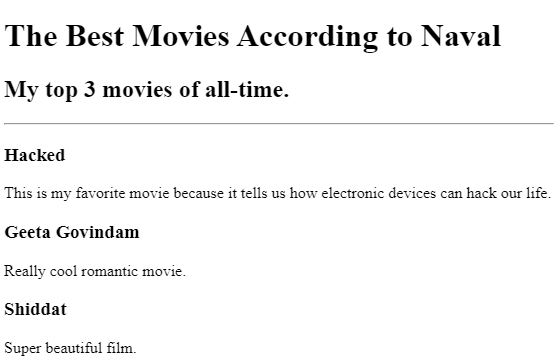 The Best Movies According to Naval
My top 3 movies of all-time.
Hacked
This is my favorite movie because it tells us how electronic devices can hack our life.
Geeta Govindam
Really cool romantic movie.
Shiddat
Super beautiful film.